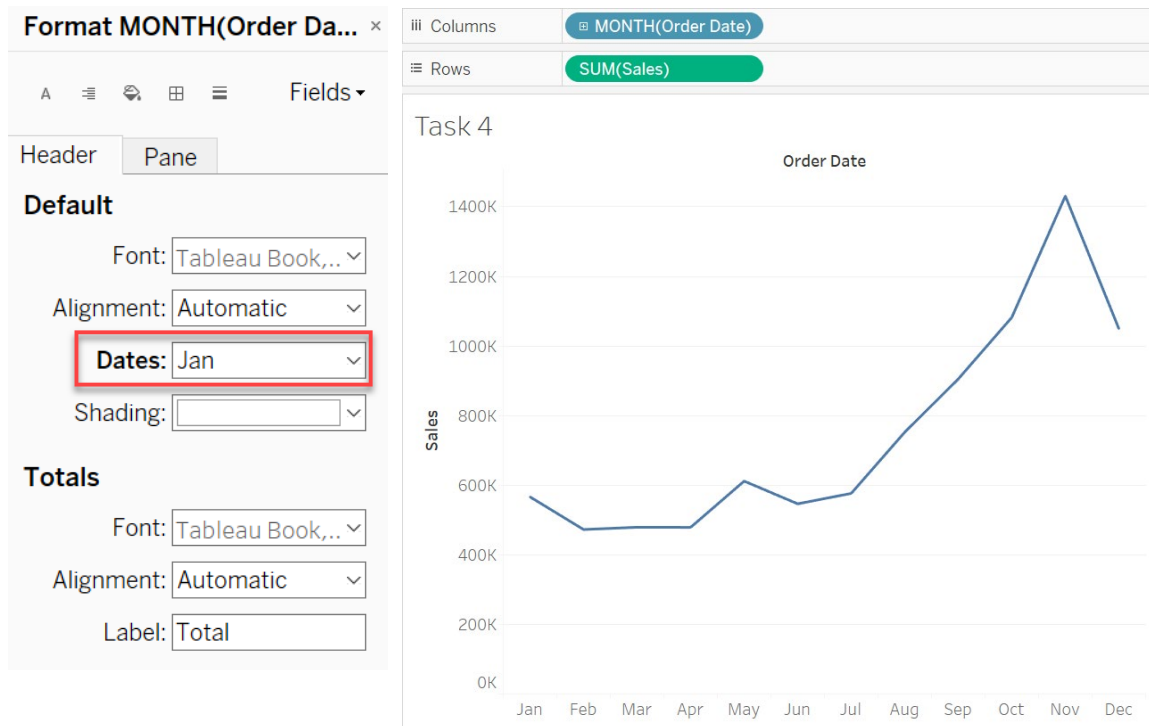 Format MONTH(Order Da... ×
A Fields
Header Pane
Default
Font: Tableau Book,..
Alignment: Automatic
Dates: Jan
Shading:
Totals
Font: Tableau Book,..
Alignment: Automatic
Label: Total
Columns MONTH(Order Date)
Rows SUM(Sales)
Task 4
Order Date
1400K
1200K
1000K
800K
Sales
600K
400K
200K
0K
Jan Feb Mar Apr May Jun Jul Aug Sep Oct Nov Dec